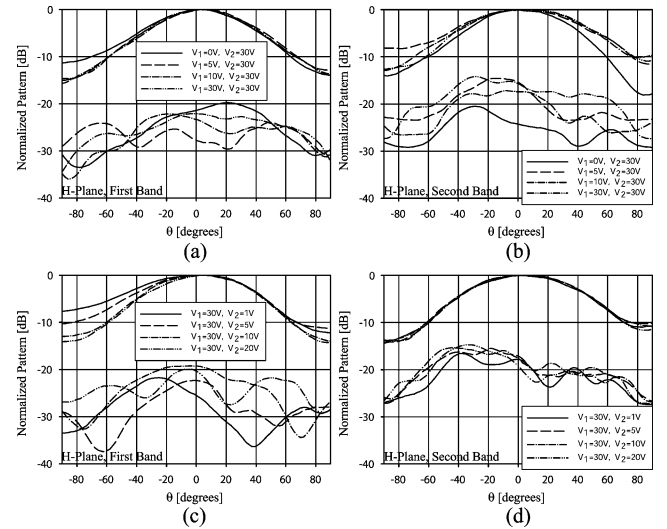 0
-10
-20
-30
-40
Normalized Pattern [dB]
V1=0V, V2=30V
V1=5V, V2=30V
V1=10V, V2=30V
V1=30V, V2=30V
H-Plane, First Band
-80 -60 -40 -20 0 20 40 60 80
θ [degrees]
(a)
0
-10
-20
-30
-40
Normalized Pattern [dB]
V1=0V, V2=30V
V1=5V, V2=30V
V1=10V, V2=30V
V1=30V, V2=30V
H-Plane, Second Band
-80 -60 -40 -20 0 20 40 60 80
θ [degrees]
(b)
0
-10
-20
-30
-40
Normalized Pattern [dB]
V1=30V, V2=1V
V1=30V, V2=5V
V1=30V, V2=10V
V1=30V, V2=20V
H-Plane, First Band
-80 -60 -40 -20 0 20 40 60 80
θ [degrees]
(c)
0
-10
-20
-30
-40
Normalized Pattern [dB]
V1=30V, V2=1V
V1=30V, V2=5V
V1=30V, V2=10V
V1=30V, V2=20V
H-Plane, Second Band
-80 -60 -40 -20 0 20 40 60 80
θ [degrees]
(d)